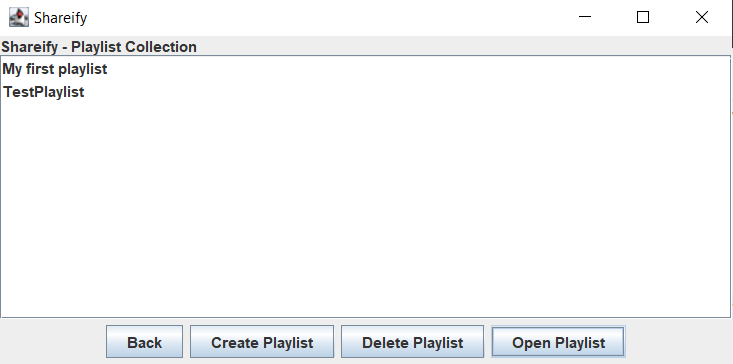 Shareify
Shareify - Playlist Collection
My first playlist
TestPlaylist
Back Create Playlist Delete Playlist Open Playlist